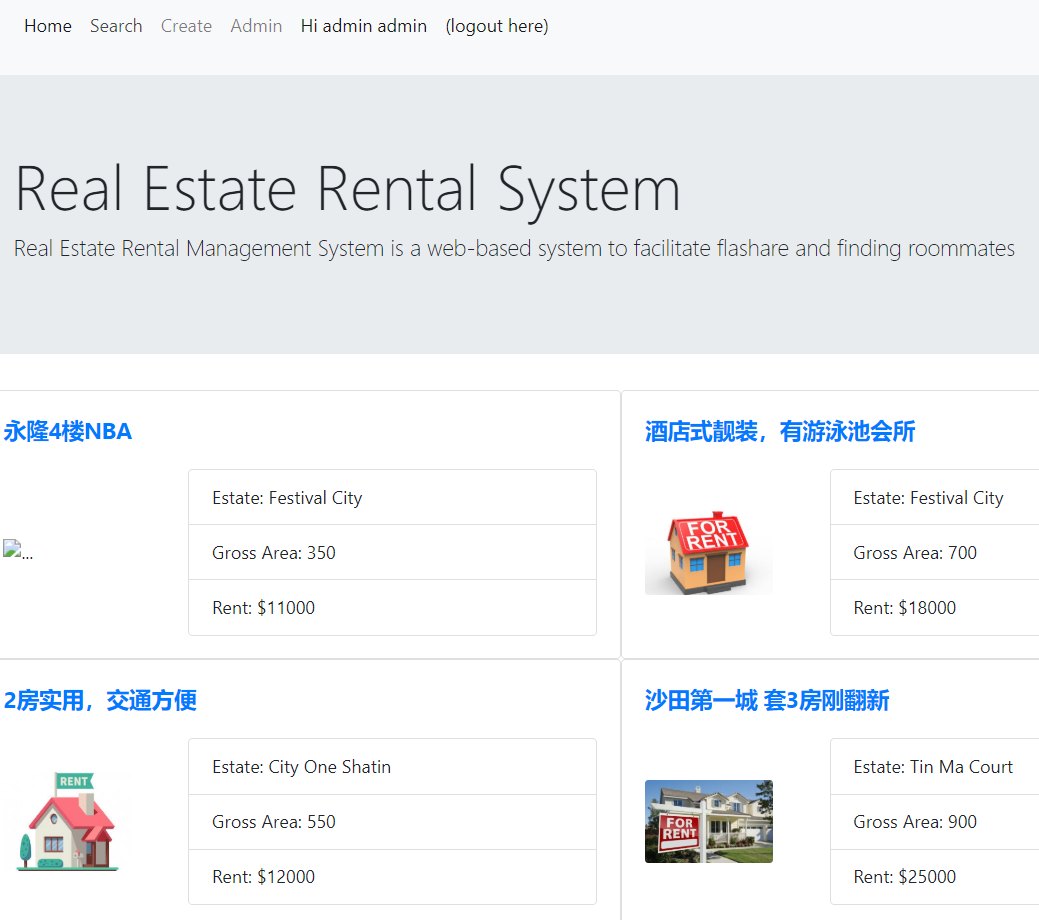 Home Search Create Admin Hi admin admin (logout here)
Real Estate Rental System
Real Estate Rental Management System is a web-based system to facilitate flashare and finding roommates
永隆4楼NBA
...
Estate: Festival City
Gross Area: 350
Rent: $11000
酒店式靓装，有游泳池会所
FOR
RENT
Estate: Festival City
Gross Area: 700
Rent: $18000
2房实用，交通方便
RENT
Estate: City One Shatin
Gross Area: 550
Rent: $12000
沙田第一城 套3房刚翻新
FOR
RENT
Estate: Tin Ma Court
Gross Area: 900
Rent: $25000